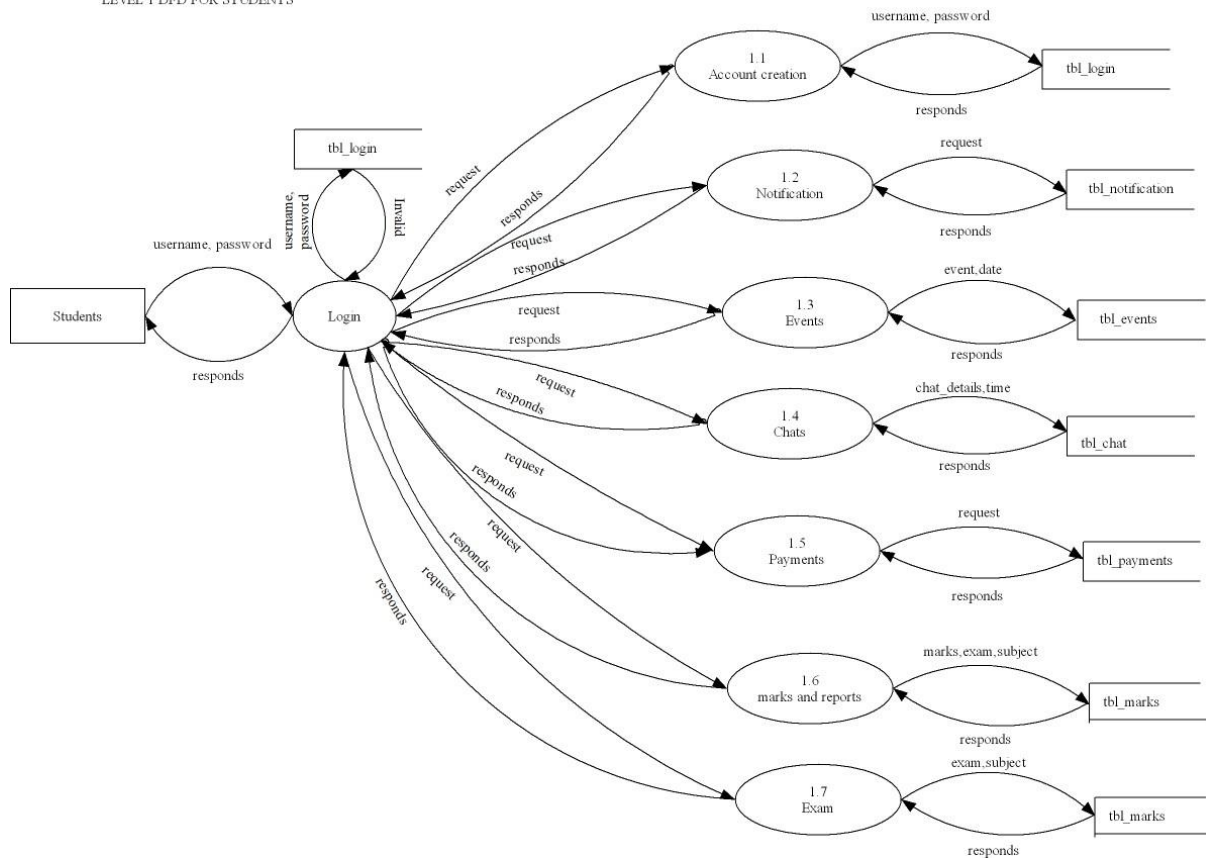 LEVEL 1 DFD FOR STUDENTS
username, password
1.1
Account creation
tbl_login
responds
tbl_login
request
request
1.2
Notification
tbl_notification
responds
responds
username,
password
Invalid
username, password
request
responds
event,date
Students
Login
request
1.3
Events
tbl_events
responds
responds
responds
request
chat_details,time
responds
1.4
Chats
tbl_chat
responds
request
responds
request
1.5
Payments
tbl_payments
responds
request
responds
request
responds
marks,exam,subject
1.6
marks and reports
tbl_marks
responds
exam,subject
1.7
Exam
tbl_marks
responds